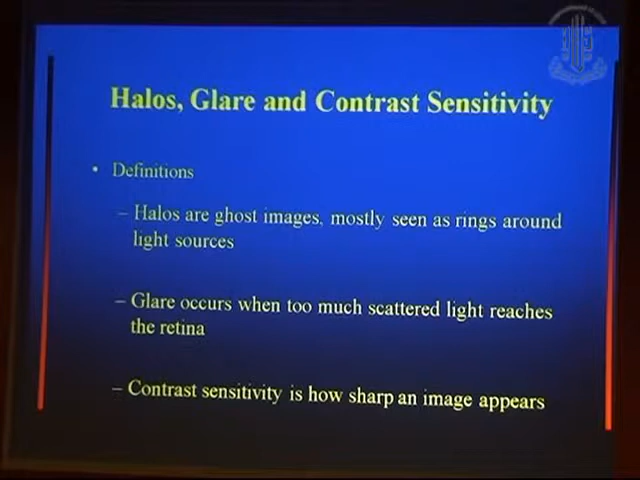 Halos, Glare and Contrast Sensitivity
• Definitions
– Halos are ghost images, mostly seen as rings around
light sources
– Glare occurs when too much scattered light reaches
the retina
– Contrast sensitivity is how sharp an image appears